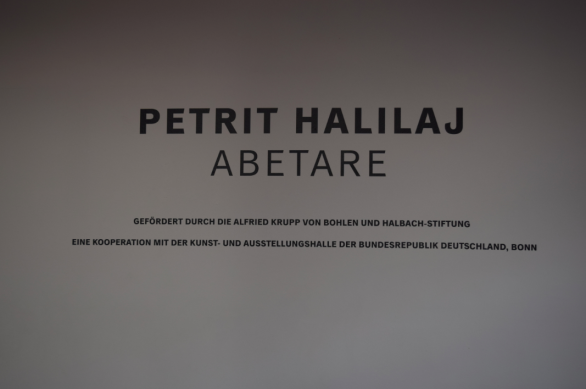 PETRIT HALILAJ
ABETARE
GEFÖRDERT DURCH DIE ALFRIED KRUPP VON BOHLEN UND HALBACH-STIFTUNG
EINE KOOPERATION MIT DER KUNST- UND AUSSTELLUNGSHALLE DER BUNDESREPUBLIK DEUTSCHLAND, BONN